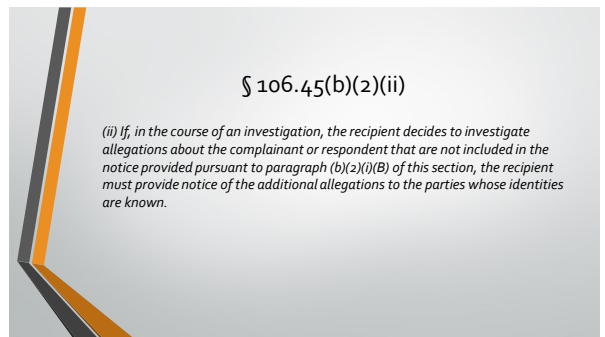 § 106.45(b)(2)(ii)
(ii) If, in the course of an investigation, the recipient decides to investigate
allegations about the complainant or respondent that are not included in the
notice provided pursuant to paragraph (b)(2)(i)(B) of this section, the recipient
must provide notice of the additional allegations to the parties whose identities
are known.